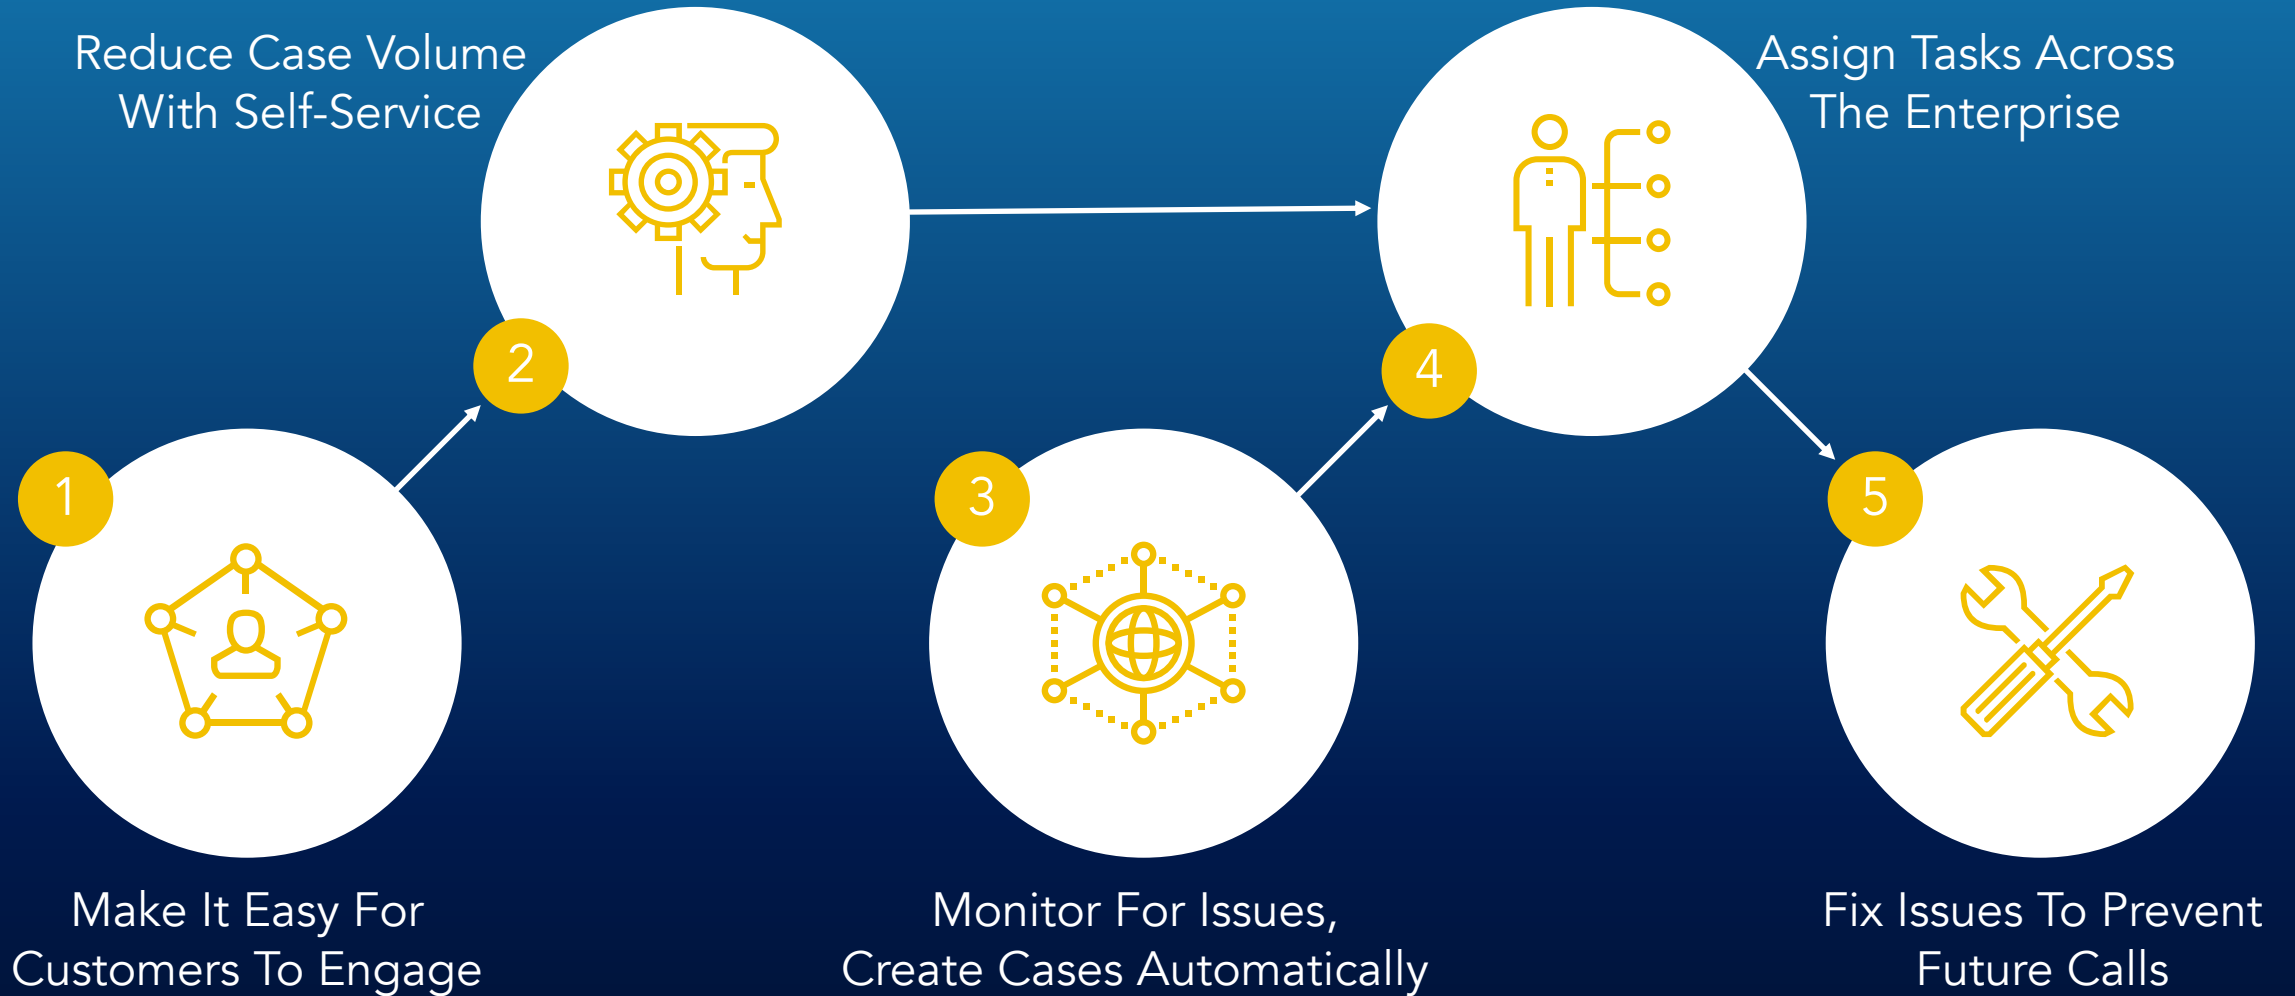 1
Make It Easy For
Customers To Engage
2
Reduce Case Volume
With Self-Service
3
Monitor For Issues,
Create Cases Automatically
4
Assign Tasks Across
The Enterprise
5
Fix Issues To Prevent
Future Calls